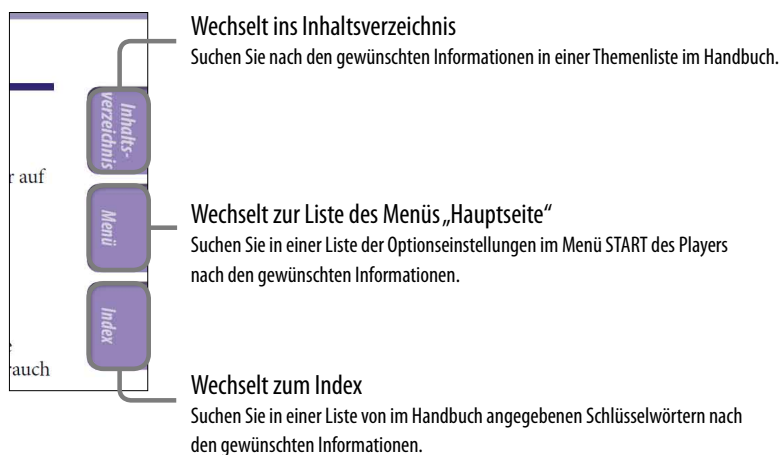 Wechselt ins Inhaltsverzeichnis
Suchen Sie nach den gewünschten Informationen in einer Themenliste im Handbuch.
Inhalts-
verzeichnis
r auf
Menü
Wechselt zur Liste des Menüs „Hauptseite“
Suchen Sie in einer Liste der Optionseinstellungen im Menü START des Players
nach den gewünschten Informationen.
Index
rauch
Wechselt zum Index
Suchen Sie in einer Liste von im Handbuch angegebenen Schlüsselwörtern nach
den gewünschten Informationen.